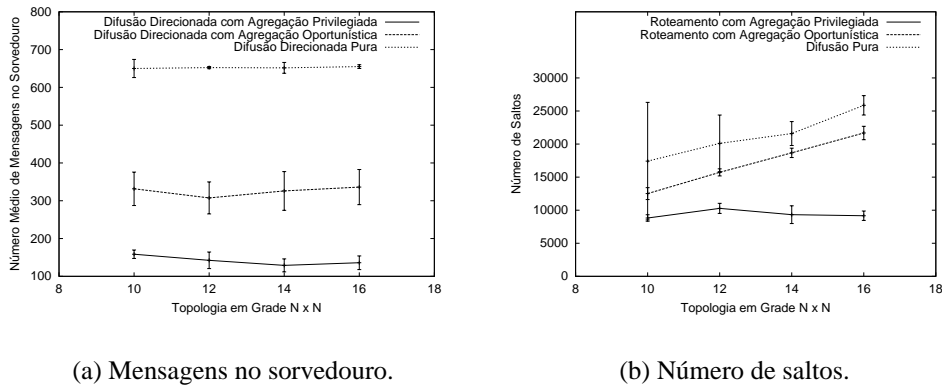 Difusão Direcionada com Agregação Privilegiada
Difusão Direcionada com Agregação Oportunística
Difusão Direcionada Pura
Número Médio de Mensagens no Sorvedouro
800
700
600
500
400
300
200
100
8
10
12
14
16
18
Topologia em Grade N x N
(a) Mensagens no sorvedouro.
Roteamento com Agregação Privilegiada
Roteamento com Agregação Oportunística
Difusão Pura
Número de Saltos
30000
25000
20000
15000
10000
5000
0
8
10
12
14
16
18
Topologia em Grade N x N
(b) Número de saltos.